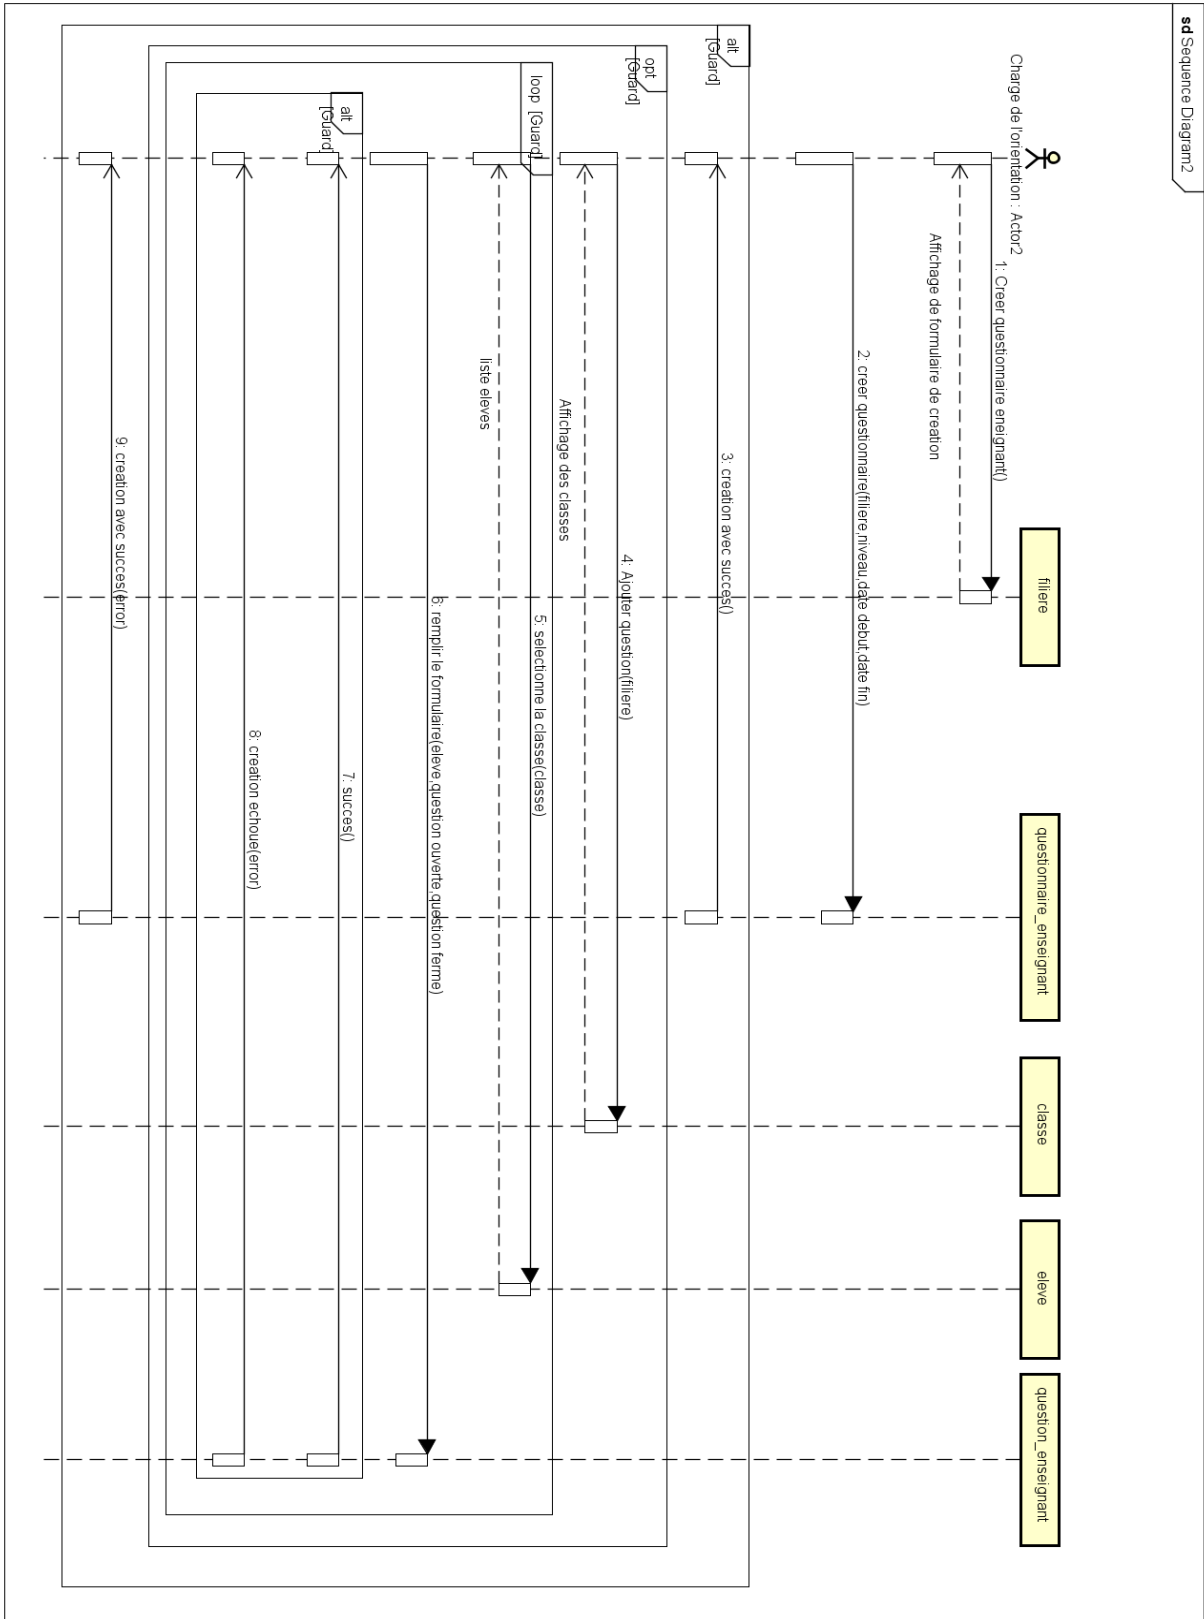 sd Sequence Diagram2
Charge de l'orientation : Actor2
filiere
questionnaire_enseignant
classe
eleve
question_enseignant
1: Creer questionnaire eneignant()
Affichage de formulaire de creation
2: creer questionnaire(filiere,niveau,date debut,date fin)
alt
[Guard]
3: creation avec succes()
opt
[Guard]
4: Ajouter question(filiere)
Affichage des classes
loop [Guard]
5: selectionne la classe(classe)
liste eleves
6: remplir le formulaire(eleve,question ouverte,question ferme)
alt
[Guard]
7: succes()
8: creation echoue(error)
9: creation avec succes(error)